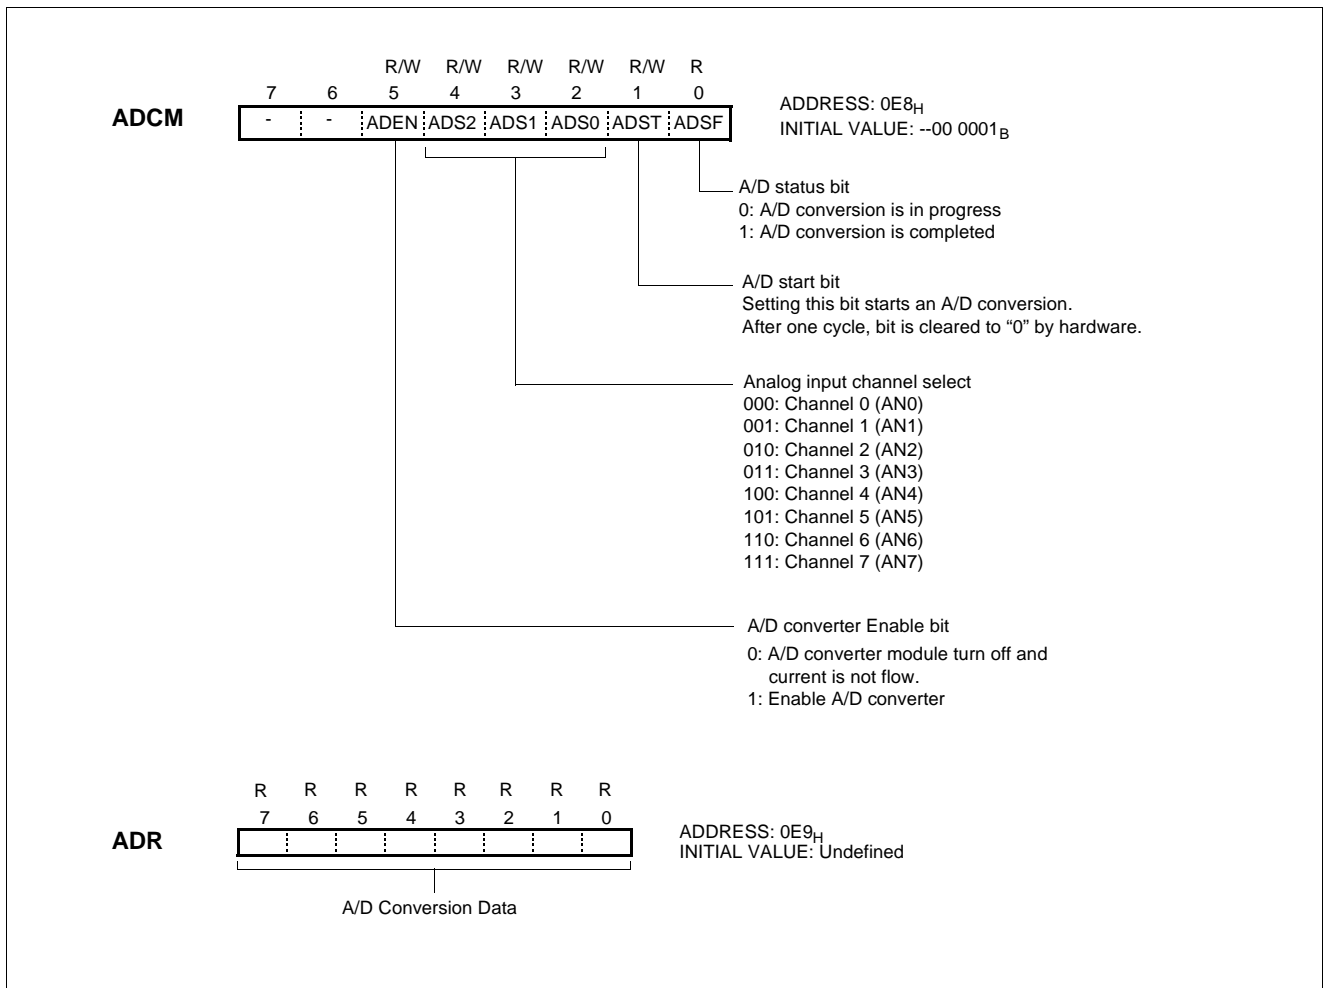 R/W R/W R/W R/W R/W R
7 6 5 4 3 2 1 0
ADCM
- - ADEN ADS2 ADS1 ADS0 ADST ADSF
ADDRESS: 0E8H
INITIAL VALUE: --00 0001B
A/D status bit
0: A/D conversion is in progress
1: A/D conversion is completed
A/D start bit
Setting this bit starts an A/D conversion.
After one cycle, bit is cleared to “0” by hardware.
Analog input channel select
000: Channel 0 (AN0)
001: Channel 1 (AN1)
010: Channel 2 (AN2)
011: Channel 3 (AN3)
100: Channel 4 (AN4)
101: Channel 5 (AN5)
110: Channel 6 (AN6)
111: Channel 7 (AN7)
A/D converter Enable bit
0: A/D converter module turn off and
current is not flow.
1: Enable A/D converter
R R R R R R R R
7 6 5 4 3 2 1 0
ADR
ADDRESS: 0E9H
INITIAL VALUE: Undefined
A/D Conversion Data